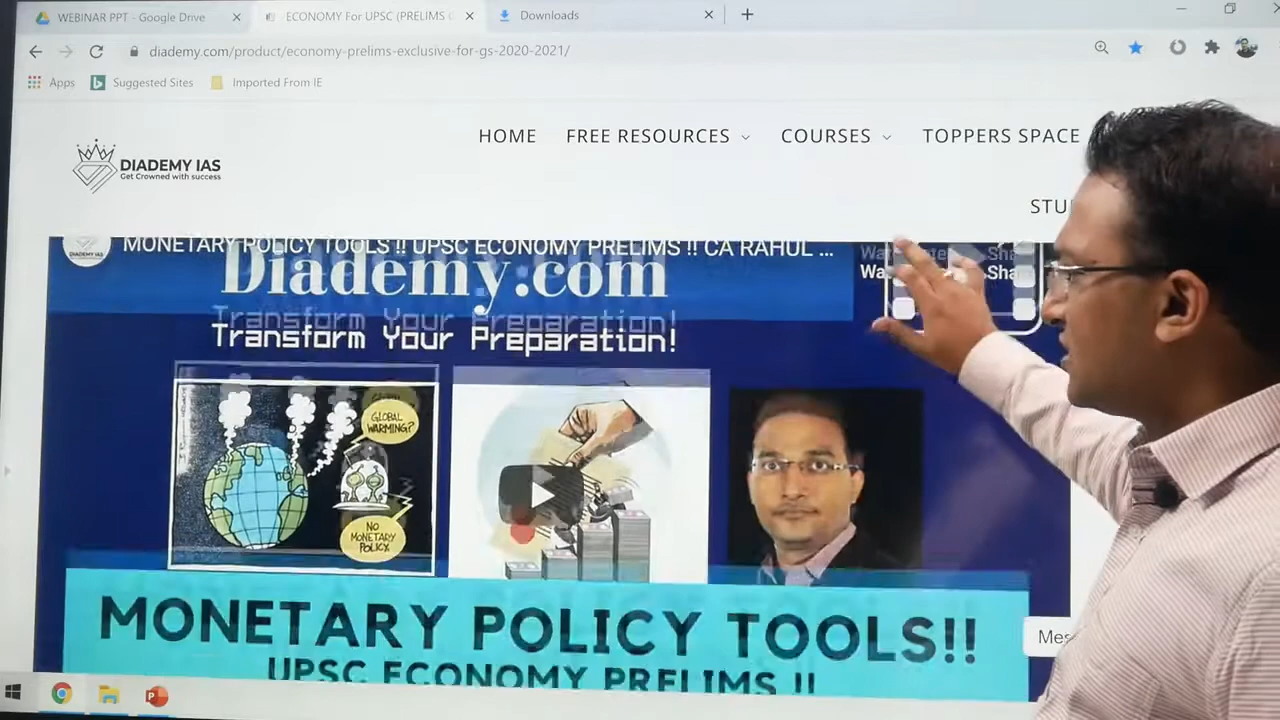 WEBINAR PPT - Google Drive
ECONOMY For UPSC (PRELIMS
Downloads
diademy.com/product/economy-prelims-exclusive-for-gs-2020-2021/
Apps
Suggested Sites
Imported From IE
HOME
FREE RESOURCES
COURSES
TOPPERS SPACE
DIADEMY IAS
Get Crowned with success
STU
MONETARY POLICY TOOLS !! UPSC ECONOMY PRELIMS !! CA RAHUL ...
Diademy.com
Transform Your Preparation!
GLOBAL
WARMING?
NO
MONETARY
POLICY.
MONETARY POLICY TOOLS!!
UPSC ECONOMY PRELIMS !!